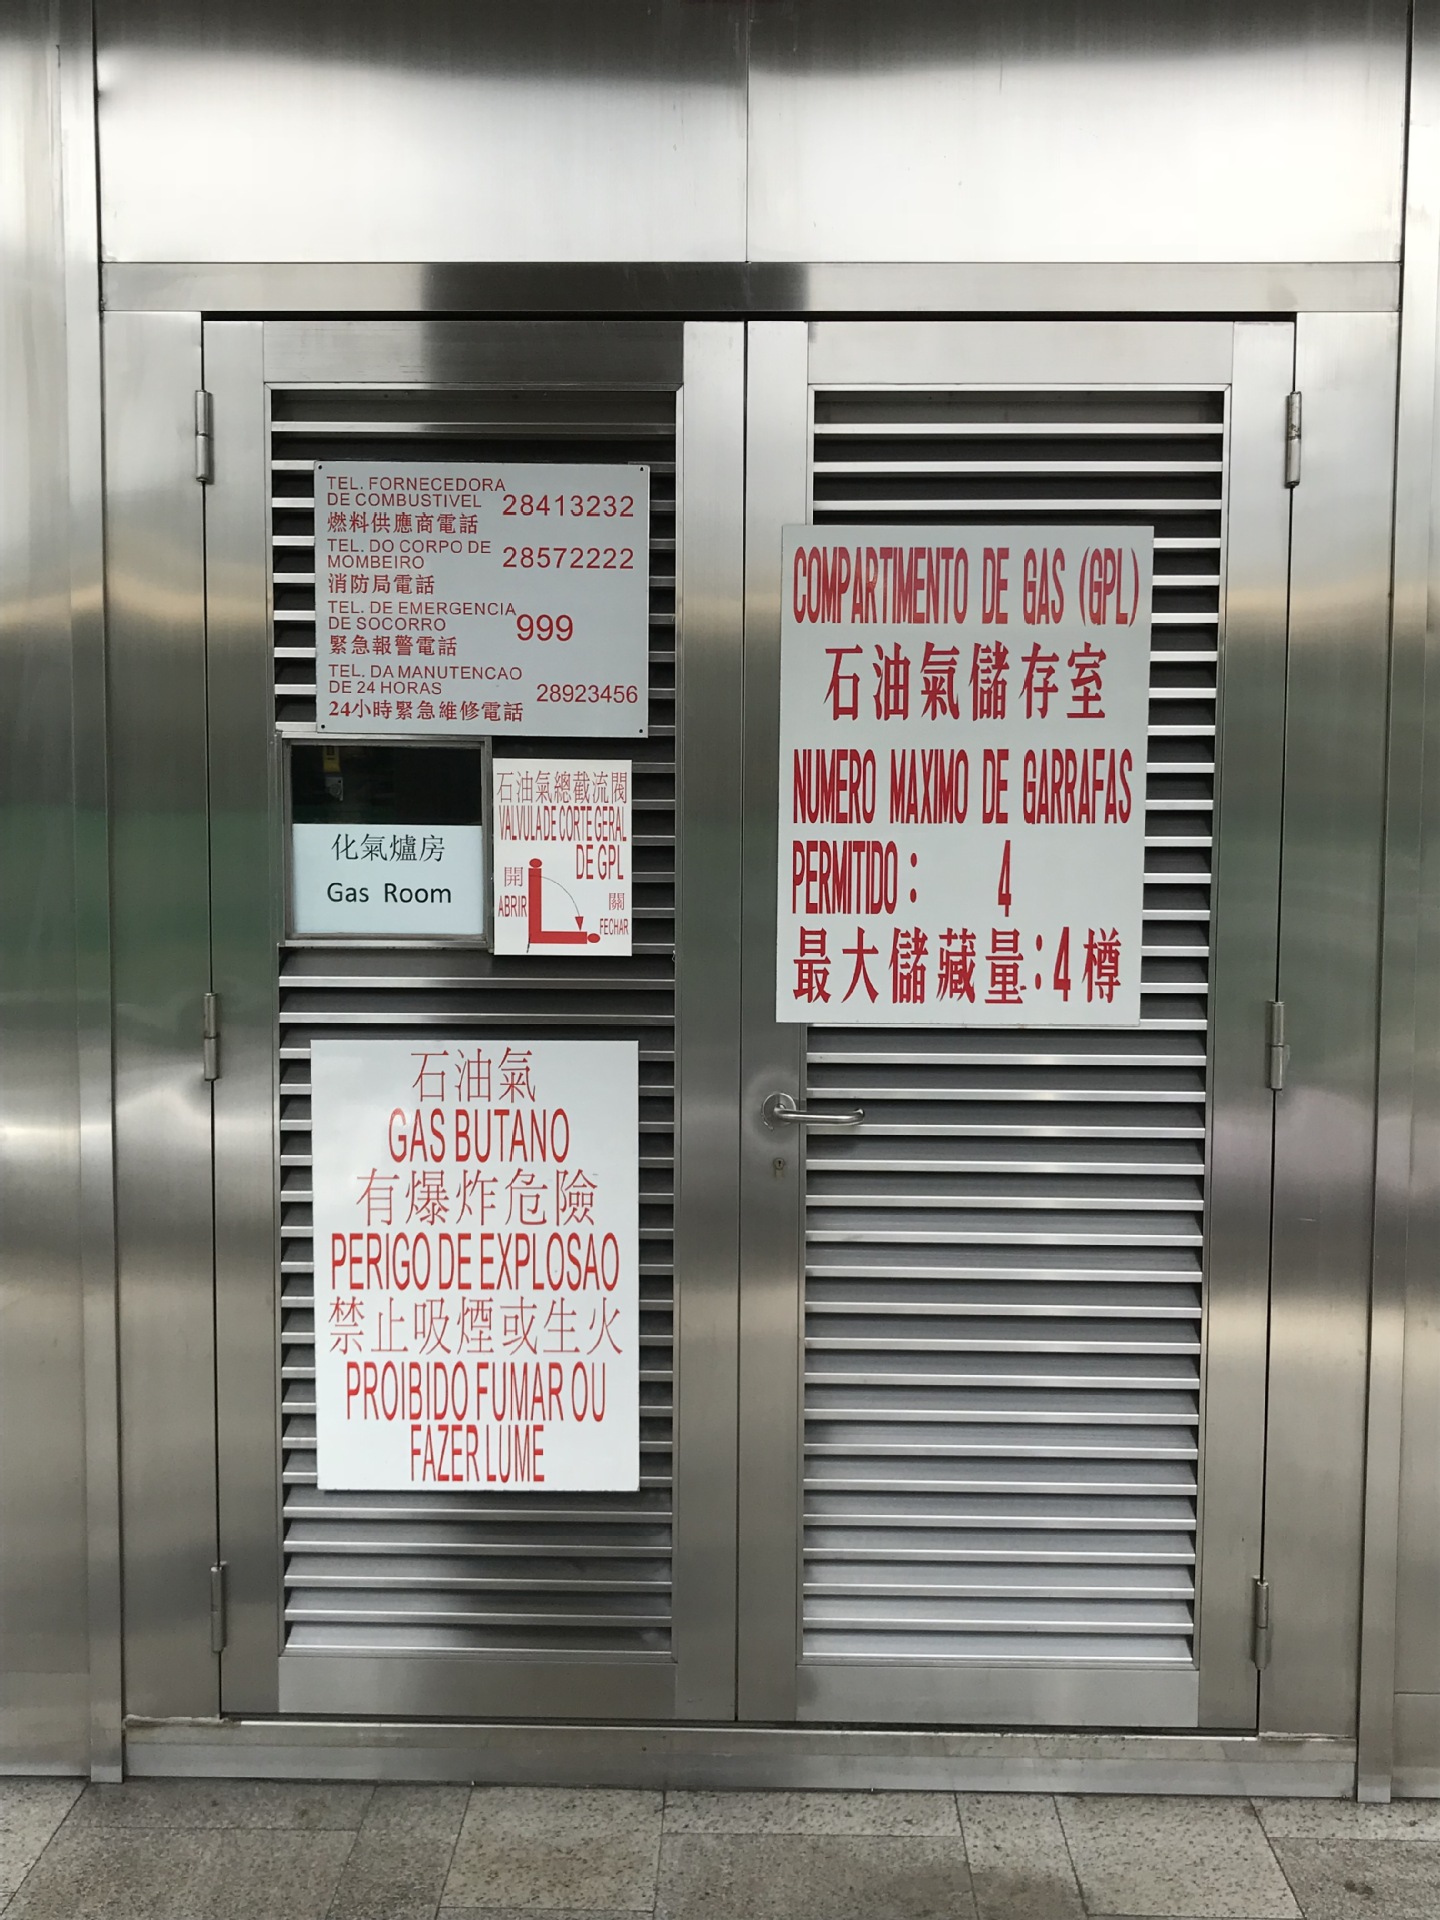 TEL. FORNECEDORA
DE COMBUSTIVEL 28413232
燃料供應商電話
TEL. DO CORPO DE
MOMBEIRO 28572222
消防局電話
TEL. DE EMERGENCIA
DE SOCORRO 999
緊急報警電話
TEL. DA MANUTENCAO
DE 24 HORAS 28923456
24小時緊急維修電話
化氣爐房
Gas Room
石油氣總截流閥
VALVULA DE CORTE GERAL
DE GPL
開
ABRIR
關
FECHAR
石油氣
GAS BUTANO
有爆炸危險
PERIGO DE EXPLOSAO
禁止吸煙或生火
PROIBIDO FUMAR OU
FAZER LUME
COMPARTIMENTO DE GAS (GPL)
石油氣儲存室
NUMERO MAXIMO DE GARRAFAS
PERMITIDO : 4
最大儲藏量:4樽